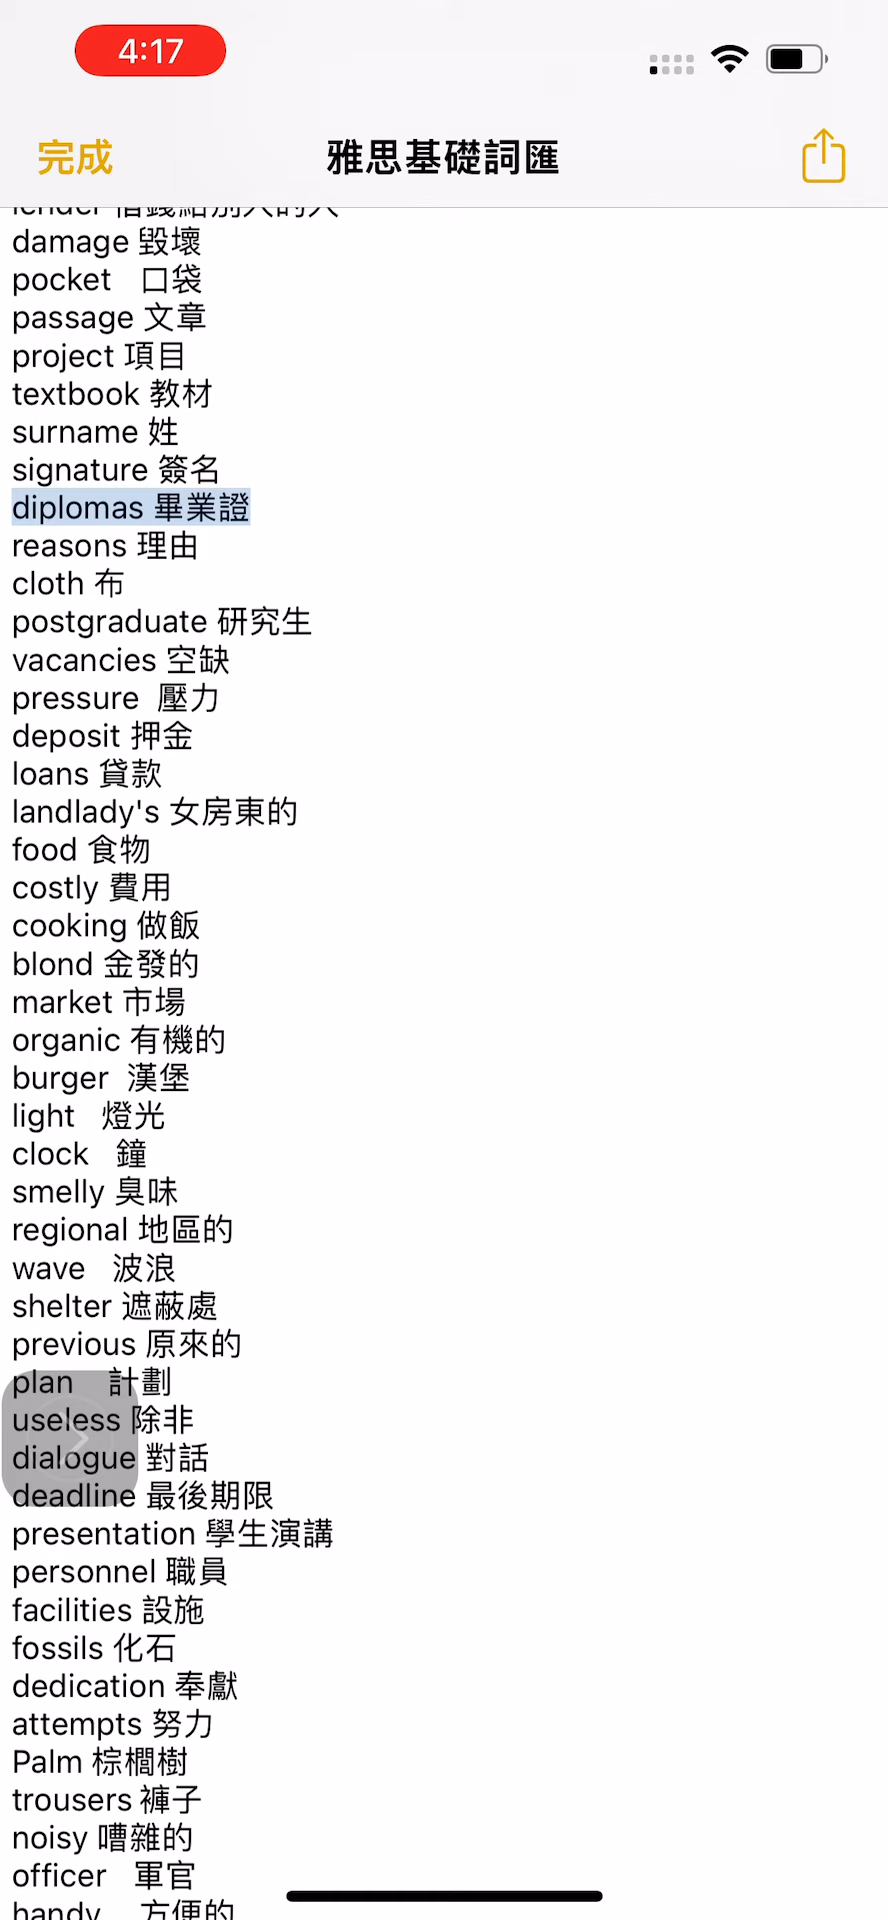 4:17
完成
雅思基礎詞匯
lender 借錢給別人的人
damage 毀壞
pocket 口袋
passage 文章
project 項目
textbook 教材
surname 姓
signature 簽名
diplomas 畢業證
reasons 理由
cloth 布
postgraduate 研究生
vacancies 空缺
pressure 壓力
deposit 押金
loans 貸款
landlady's 女房東的
food 食物
costly 費用
cooking 做飯
blond 金發的
market 市場
organic 有機的
burger 漢堡
light 燈光
clock 鐘
smelly 臭味
regional 地區的
wave 波浪
shelter 遮蔽處
previous 原來的
plan 計劃
useless 除非
dialogue 對話
deadline 最後期限
presentation 學生演講
personnel 職員
facilities 設施
fossils 化石
dedication 奉獻
attempts 努力
Palm 棕櫚樹
trousers 褲子
noisy 嘈雜的
officer 軍官
handy 方便的